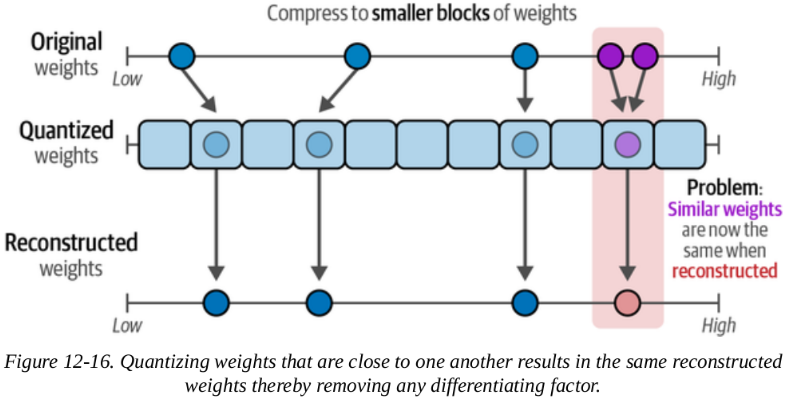 Compress to smaller blocks of weights
Original
weights
Low
High
Quantized
weights
Problem:
Similar weights
are now the
same when
reconstructed
Reconstructed
weights
Low
High
Figure 12-16. Quantizing weights that are close to one another results in the same reconstructed
weights thereby removing any differentiating factor.